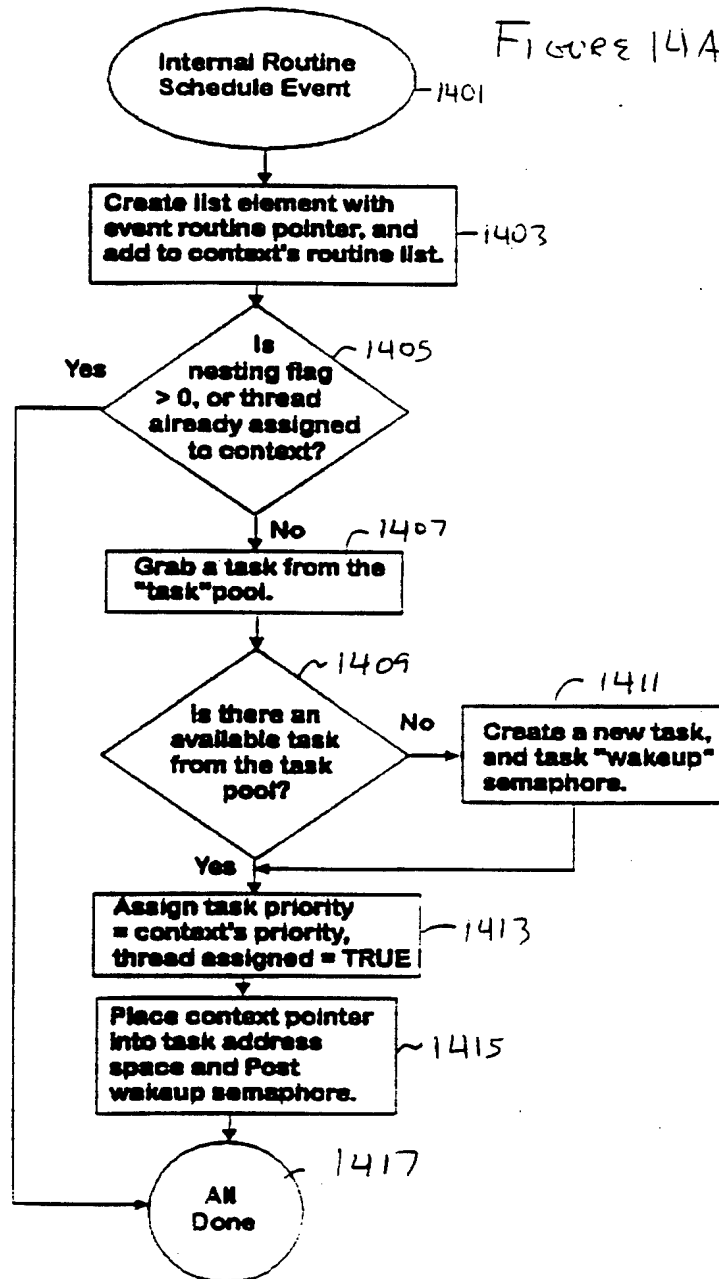 FIGURE 14A
Internal Routine
Schedule Event
1401
Create list element with
event routine pointer, and
add to context's routine list.
1403
1405
Yes
Is
nesting flag
> 0, or thread
already assigned
to context?
No
1407
Grab a task from the
"task"pool.
1409
1411
Is there an
available task
from the task
pool?
No
Create a new task,
and task "wakeup"
semaphore.
Yes
Assign task priority
= context's priority,
thread assigned = TRUE
1413
Place context pointer
into task address
space and Post
wakeup semaphore.
1415
1417
All
Done